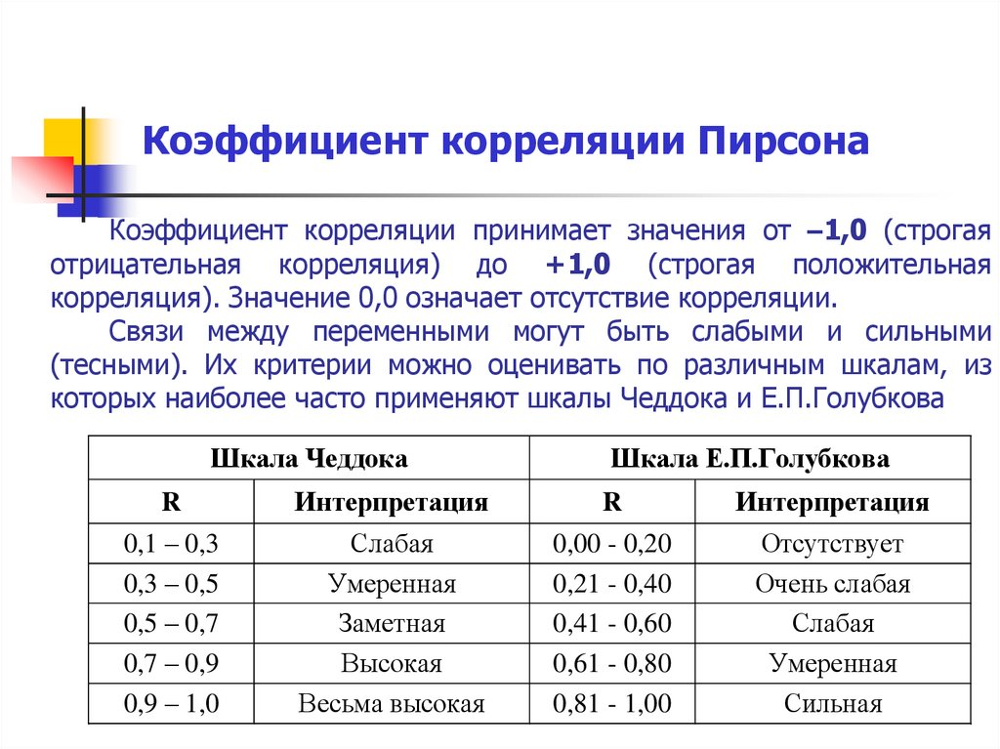 Коэффициент корреляции Пирсона
Коэффициент корреляции принимает значения от –1,0 (строгая
отрицательная корреляция) до +1,0 (строгая положительная
корреляция). Значение 0,0 означает отсутствие корреляции.
Связи между переменными могут быть слабыми и сильными
(тесными). Их критерии можно оценивать по различным шкалам, из
которых наиболее часто применяют шкалы Чеддока и Е.П.Голубкова
Шкала Чеддока Шкала Е.П.Голубкова
R Интерпретация R Интерпретация
0,1 – 0,3 Слабая 0,00 - 0,20 Отсутствует
0,3 – 0,5 Умеренная 0,21 - 0,40 Очень слабая
0,5 – 0,7 Заметная 0,41 - 0,60 Слабая
0,7 – 0,9 Высокая 0,61 - 0,80 Умеренная
0,9 – 1,0 Весьма высокая 0,81 - 1,00 Сильная